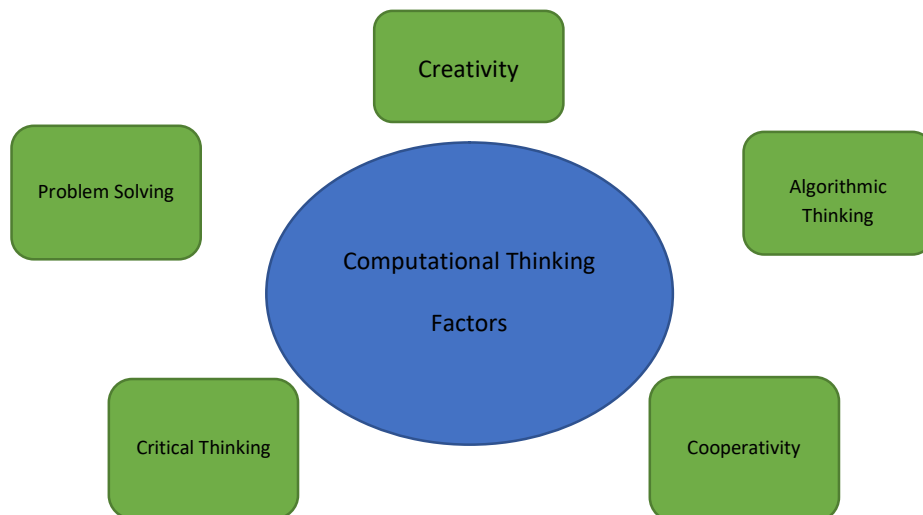 Creativity
Problem Solving
Algorithmic
Thinking
Computational Thinking
Factors
Critical Thinking
Cooperativity